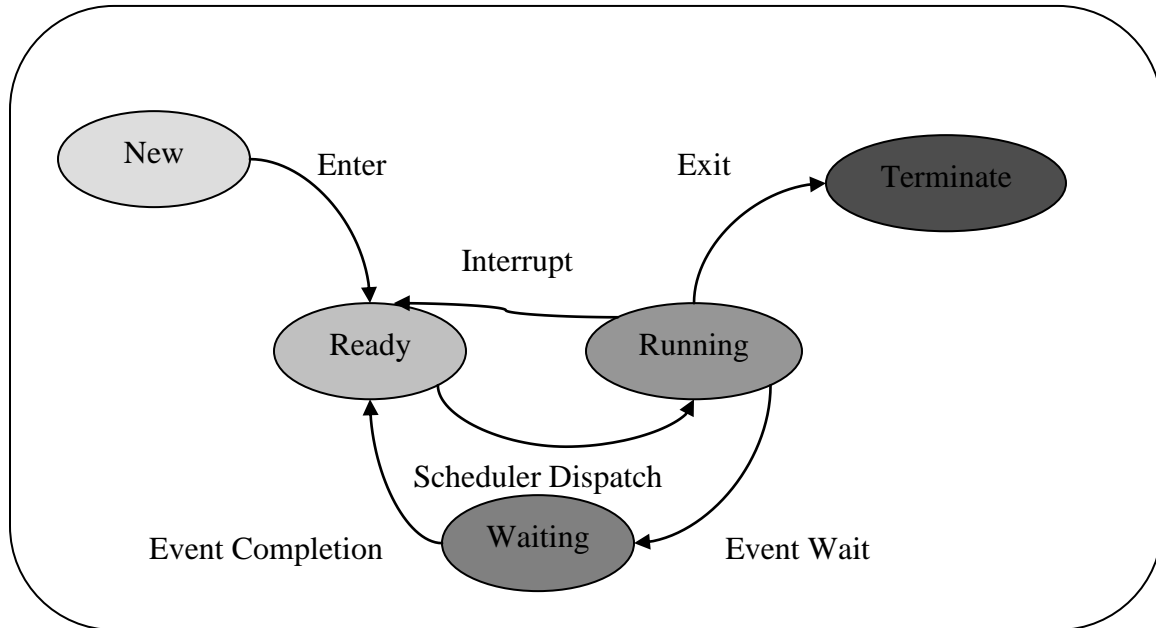 New
Enter
Exit
Terminate
Interrupt
Ready
Running
Scheduler Dispatch
Waiting
Event Completion
Event Wait